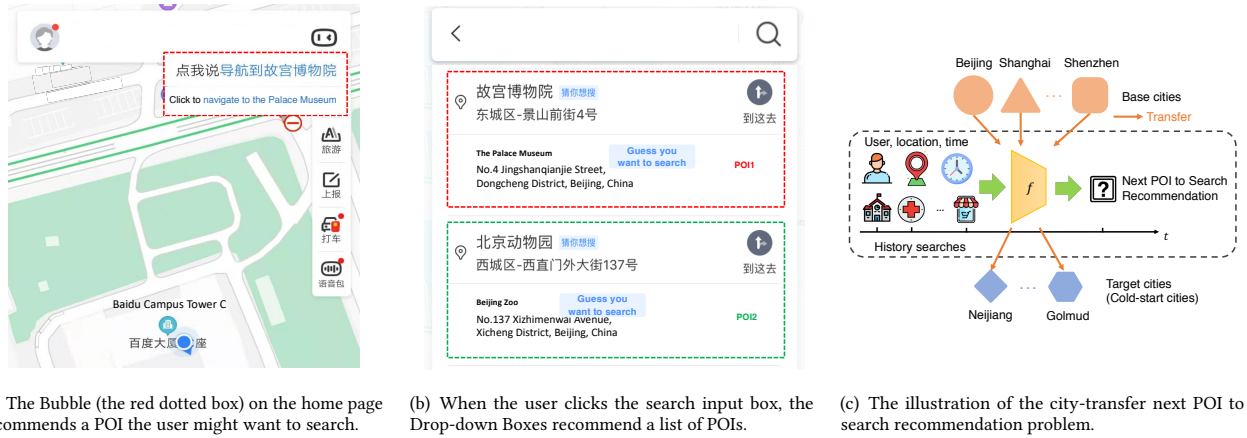 点我说导航到故宫博物院
Click to navigate to the Palace Museum
旅游
上报
打车
语音包
Baidu Campus Tower C
百度大厦 座
The Bubble (the red dotted box) on the home page
commends a POI the user might want to search.
故宫博物院 猜你想搜
东城区-景山前街4号
到这去
The Palace Museum
Guess you
want to search
No.4 Jingshanqianjie Street,
Dongcheng District, Beijing, China
POI1
北京动物园 猜你想搜
西城区-西直门外大街137号
到这去
Beijing Zoo
Guess you
want to search
No.137 Xizhimenwai Avenue,
Xicheng District, Beijing, China
POI2
(b) When the user clicks the search input box, the
Drop-down Boxes recommend a list of POIs.
Beijing Shanghai Shenzhen
...
Base cities
Transfer
User, location, time
f
?
Next POI to Search
Recommendation
...
t
History searches
...
Target cities
(Cold-start cities)
Neijiang Golmud
(c) The illustration of the city-transfer next POI to
search recommendation problem.